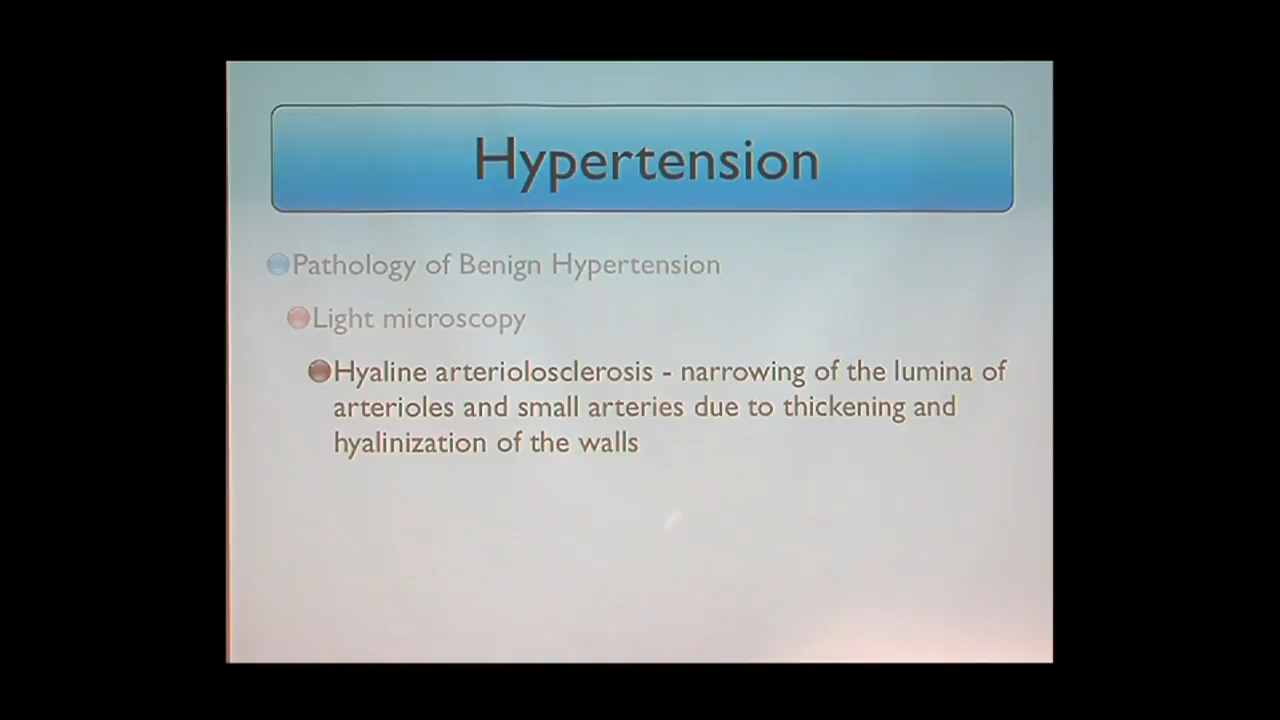 Hypertension
Pathology of Benign Hypertension
Light microscopy
Hyaline arteriolosclerosis - narrowing of the lumina of
arterioles and small arteries due to thickening and
hyalinization of the walls